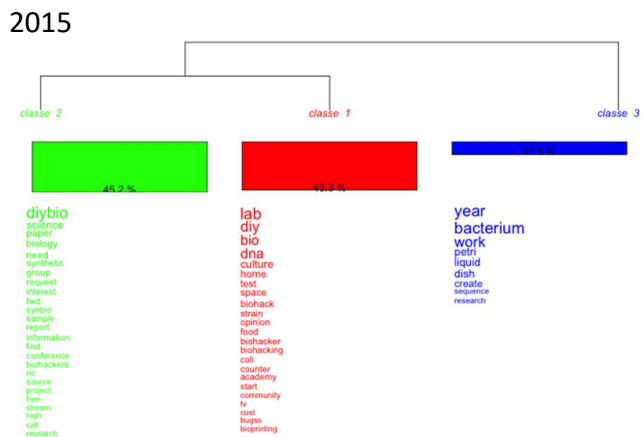 2015
classe 2
classe 1
classe 3
45.2 %
43.3 %
11.5 %
diybio
science
paper
biology
need
synthetic
group
request
interest
fwd
synbio
sample
report
information
find
conference
biohackers
nc
source
project
free
stream
high
call
research
lab
diy
bio
dna
culture
home
test
space
biohack
strain
opinion
food
biohacker
biohacking
coli
counter
academy
start
community
tv
cost
bugss
bioprinting
year
bacterium
work
petri
liquid
dish
create
sequence
research